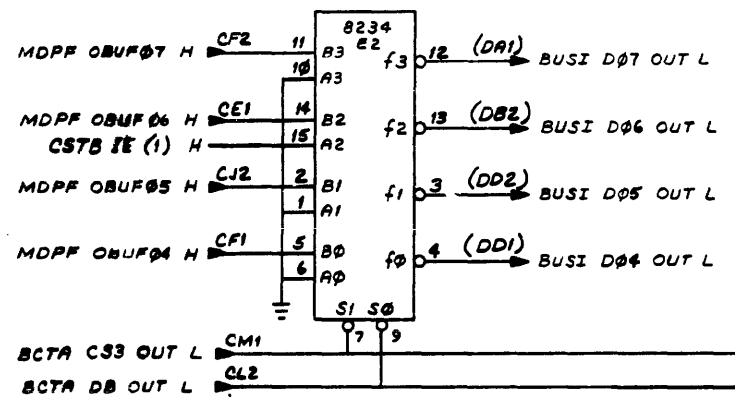 8234
E2
MDPF OBUFØ7 H CF2 11 B3 f3 12 (DA1) BUSI DØ7 OUT L
1Ø A3
MDPF OBUFØ6 H CE1 14 B2 f2 13 (DB2) BUSI DØ6 OUT L
CSTB IE (1) H 15 A2
MDPF OBUFØ5 H CJ2 2 B1 f1 3 (DD2) BUSI DØ5 OUT L
1 A1
MDPF OBUFØ4 H CF1 5 BØ fØ 4 (DD1) BUSI DØ4 OUT L
6 AØ
S1 SØ
7 9
BCTA CS3 OUT L CM1
BCTA DB OUT L CL2